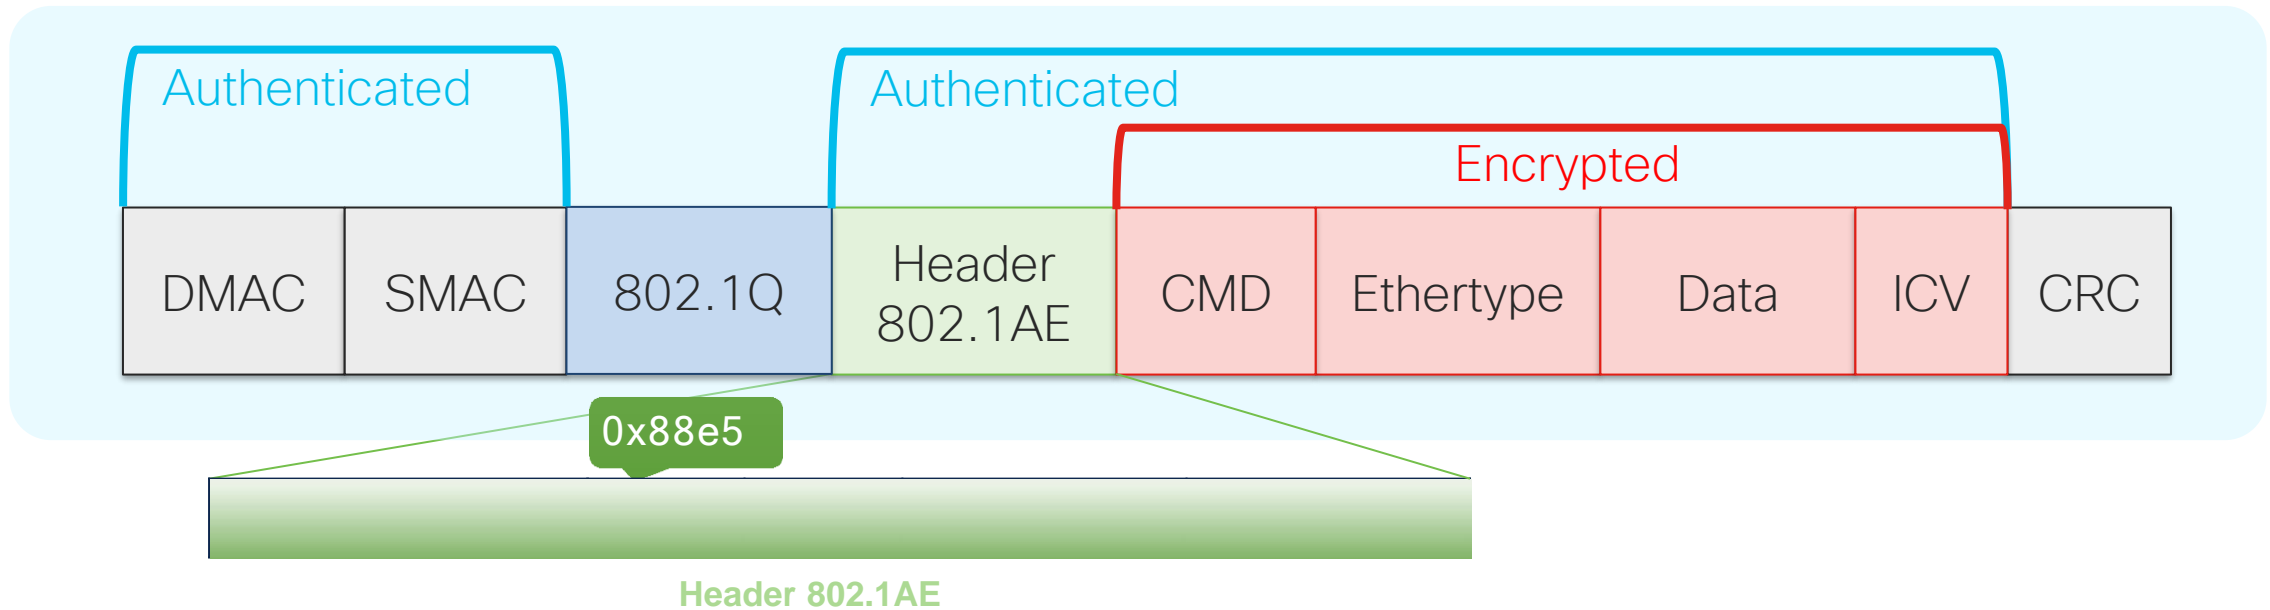 Authenticated
Authenticated
Encrypted
DMAC
SMAC
802.1Q
Header
802.1AE
CMD
Ethertype
Data
ICV
CRC
0x88e5
Header 802.1AE